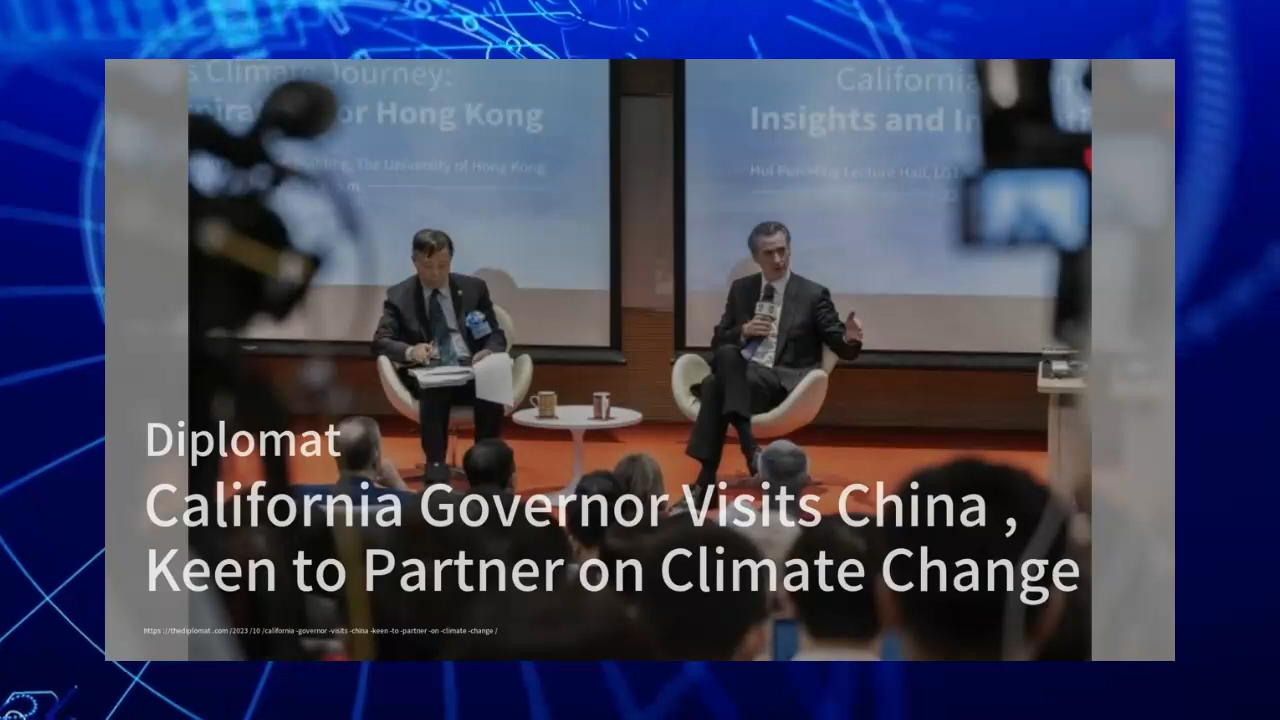 s Climate Journey:
or Hong Kong
The University of Hong Kong
California
Insights and
Hui Pun Hing Lecture Hall, LG1
Diplomat
California Governor Visits China ,
Keen to Partner on Climate Change
https ://thediplomat .com /2023 /10 /california -governor -visits -china -keen -to -partner -on -climate -change /